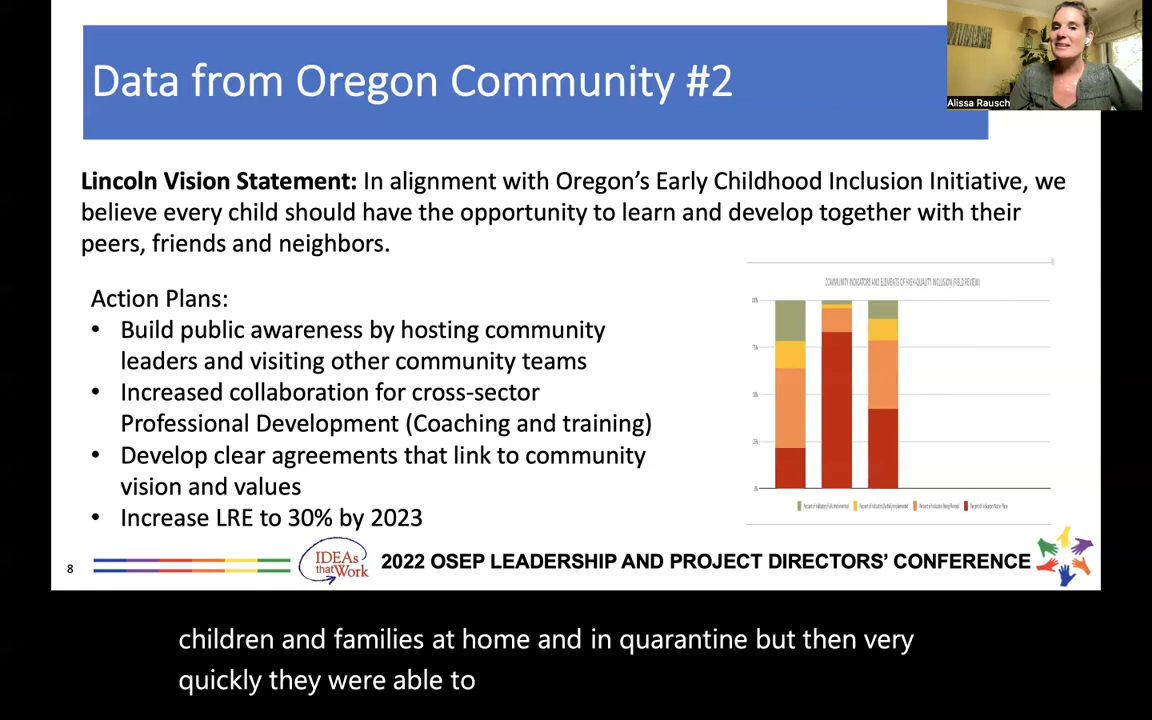 Data from Oregon Community #2
Alissa Rausch
Lincoln Vision Statement: In alignment with Oregon’s Early Childhood Inclusion Initiative, we
believe every child should have the opportunity to learn and develop together with their
peers, friends and neighbors.
Action Plans:
• Build public awareness by hosting community
leaders and visiting other community teams
• Increased collaboration for cross-sector
Professional Development (Coaching and training)
• Develop clear agreements that link to community
vision and values
• Increase LRE to 30% by 2023
COMMUNITY INDICATORS AND ELEMENTS OF HIGH-QUALITY INCLUSION (FIELD REVIEW)
8
IDEAs
that Work
2022 OSEP LEADERSHIP AND PROJECT DIRECTORS’ CONFERENCE
children and families at home and in quarantine but then very
quickly they were able to